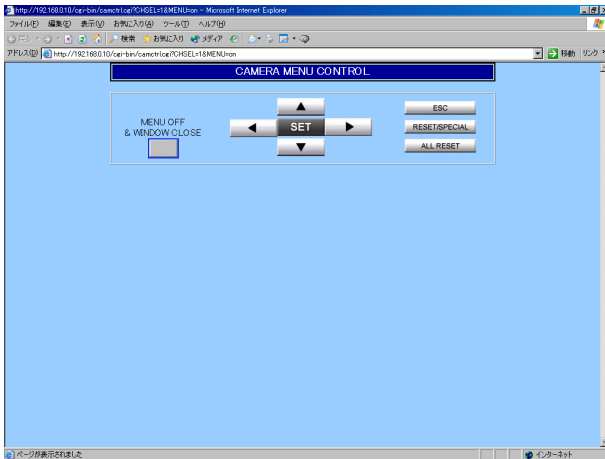 http://192.168.0.10/cgi-bin/camctrl.cgi?CHSEL=1&MENU=on - Microsoft Internet Explorer
ファイル(F) 編集(E) 表示(V) お気に入り(A) ツール(T) ヘルプ(H)
戻る 検索 お気に入り メディア
アドレス(D) http://192.168.0.10/cgi-bin/camctrl.cgi?CHSEL=1&MENU=on 移動 リンク »
CAMERA MENU CONTROL
MENU OFF
& WINDOW CLOSE
SET
ESC
RESET/SPECIAL
ALL RESET
ページが表示されました インターネット